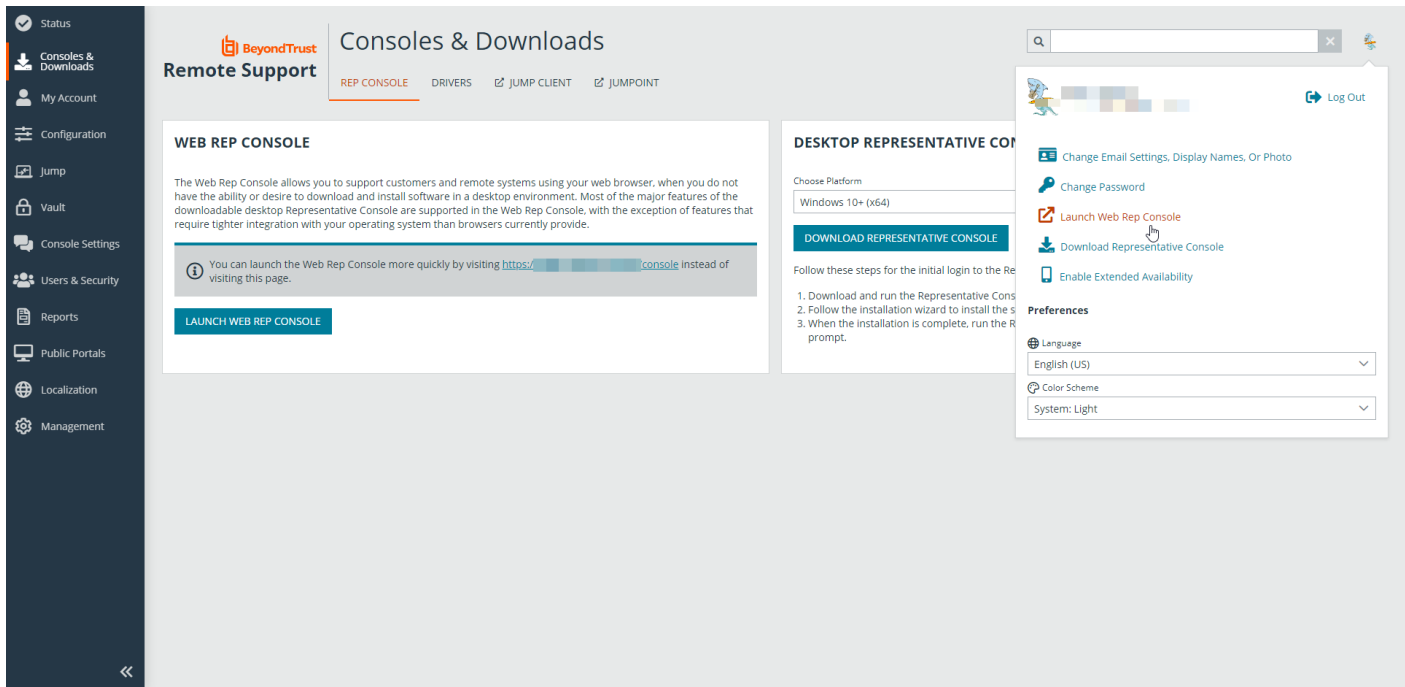 Status
Consoles &
Downloads
My Account
Configuration
Jump
Vault
Console Settings
Users & Security
Reports
Public Portals
Localization
Management
BeyondTrust
Remote Support
Consoles & Downloads
REP CONSOLE
DRIVERS
JUMP CLIENT
JUMPOINT
WEB REP CONSOLE
The Web Rep Console allows you to support customers and remote systems using your web browser, when you do not
have the ability or desire to download and install software in a desktop environment. Most of the major features of the
downloadable desktop Representative Console are supported in the Web Rep Console, with the exception of features that
require tighter integration with your operating system than browsers currently provide.
You can launch the Web Rep Console more quickly by visiting https:/ console instead of
visiting this page.
LAUNCH WEB REP CONSOLE
DESKTOP REPRESENTATIVE CON
Choose Platform
Windows 10+ (x64)
DOWNLOAD REPRESENTATIVE CONSOLE
Follow these steps for the initial login to the Re
1. Download and run the Representative Cons
2. Follow the installation wizard to install the s
3. When the installation is complete, run the R
prompt.
Log Out
Change Email Settings, Display Names, Or Photo
Change Password
Launch Web Rep Console
Download Representative Console
Enable Extended Availability
Preferences
Language
English (US)
Color Scheme
System: Light